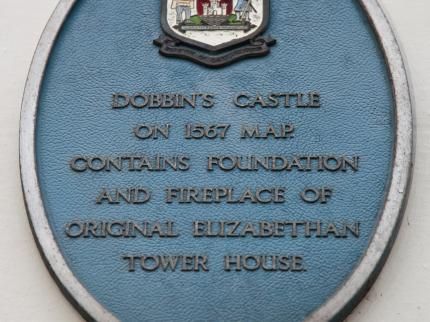 DOBBIN'S CASTLE
ON 1567 MAP.
CONTAINS FOUNDATION
AND FIREPLACE OF
ORIGINAL ELIZABETHAN
TOWER HOUSE.